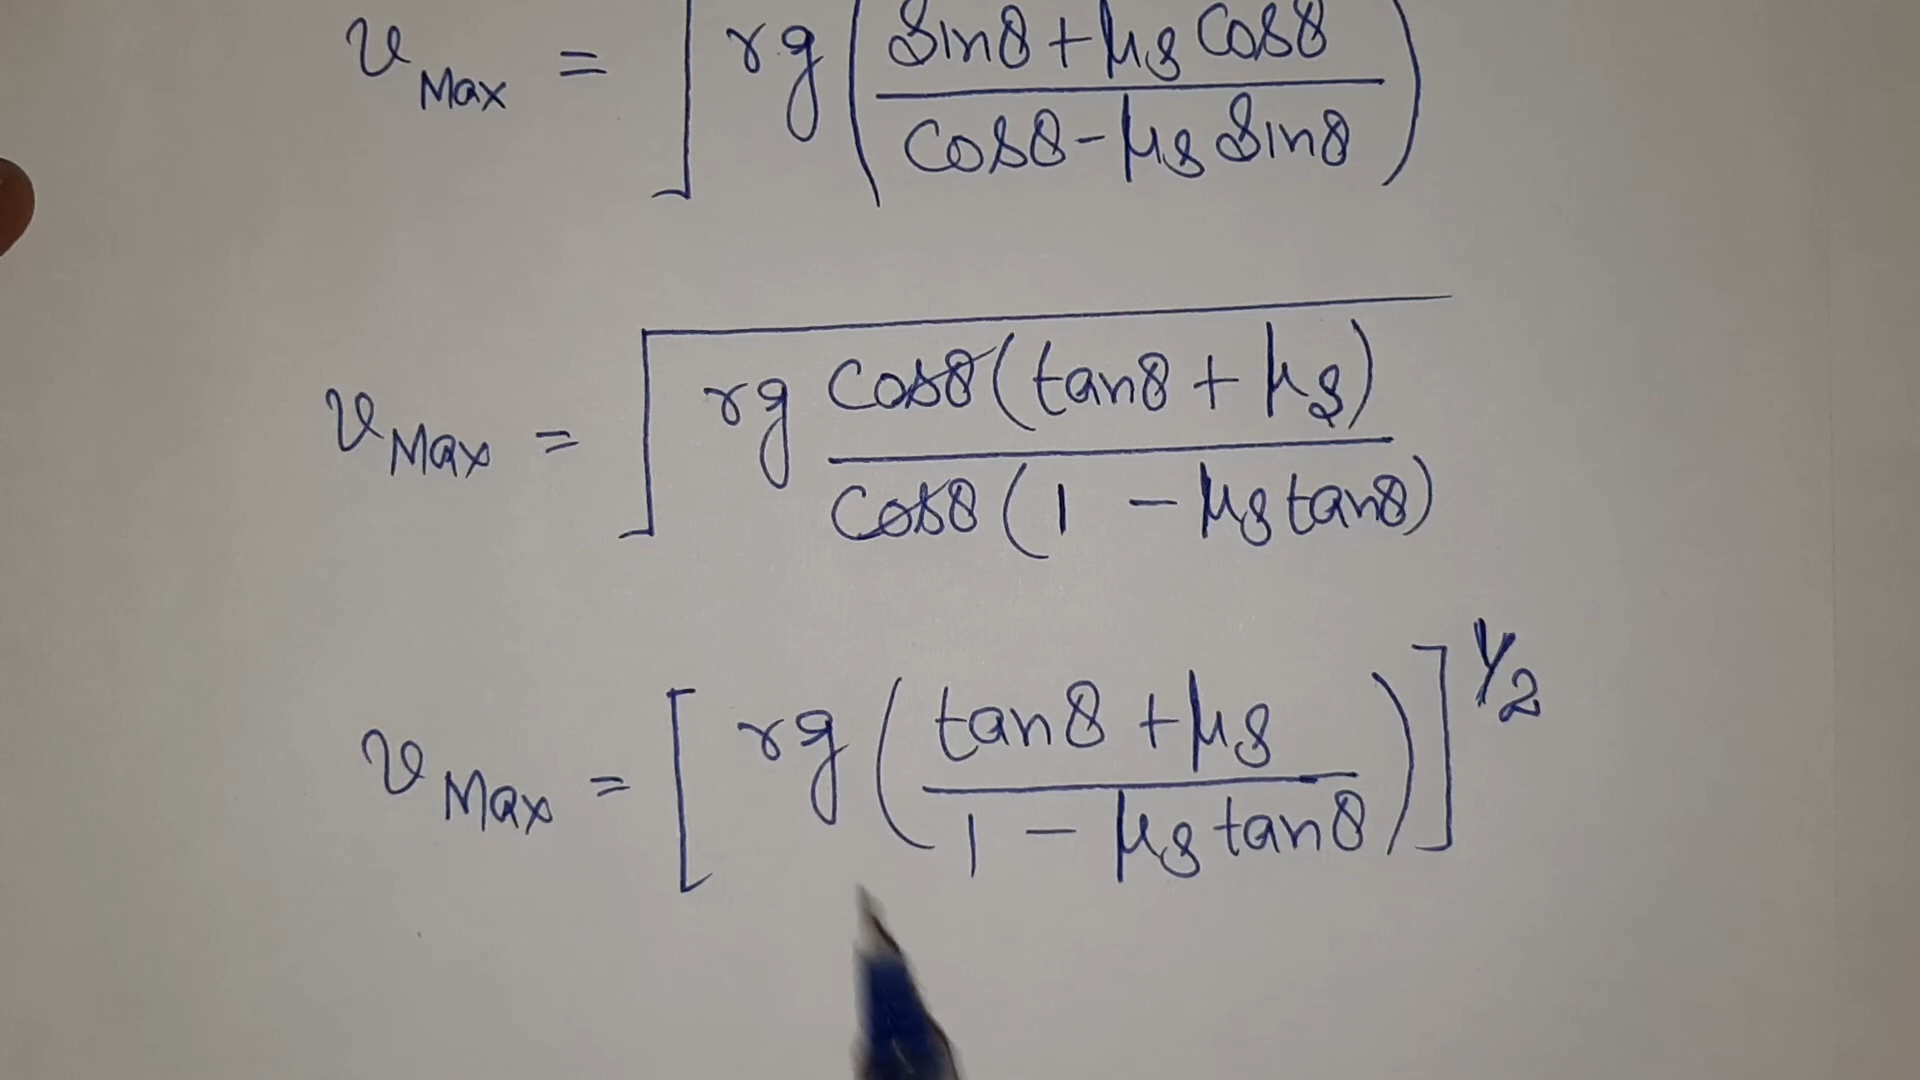 v_Max = √(rg((Sinθ + μs Cosθ)/(Cosθ - μs Sinθ)))
v_Max = √(rg (Cosθ(tanθ + μs))/(Cosθ(1 - μs tanθ)))
v_Max = [rg((tanθ + μs)/(1 - μs tanθ))]^1/2